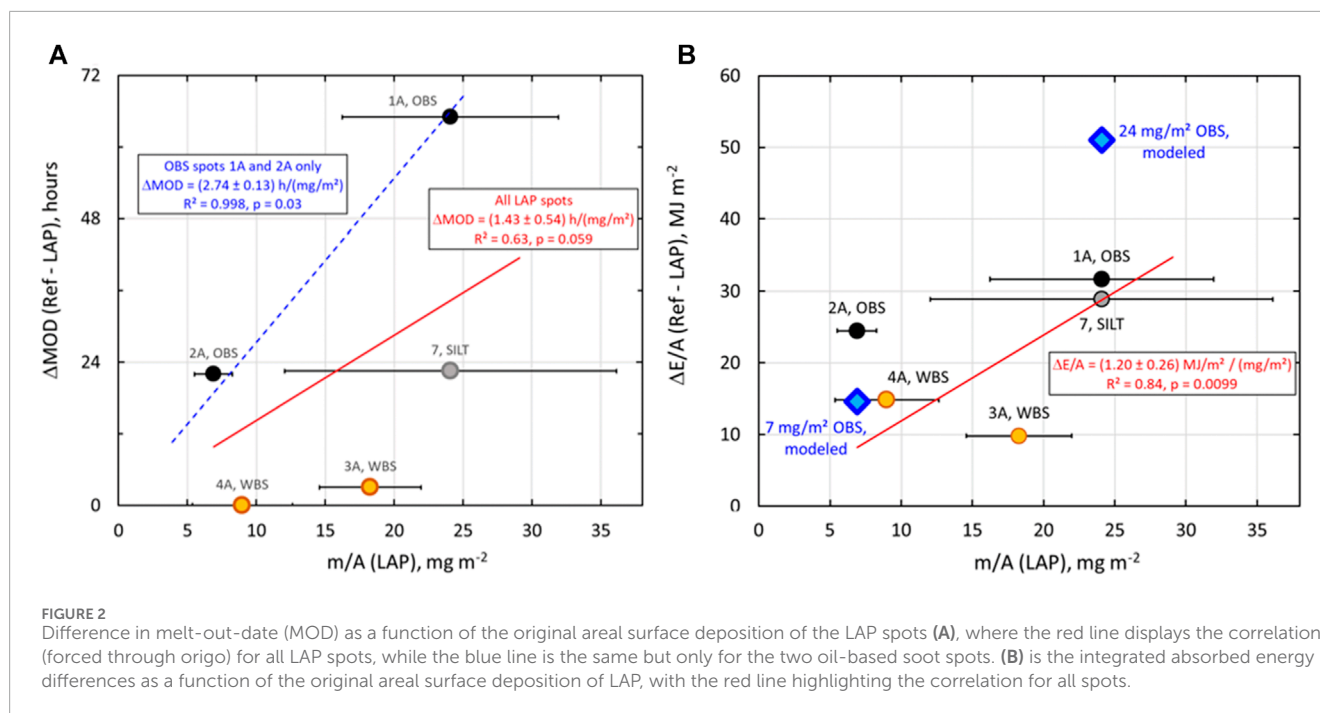 A
72
48
24
0
0
5
10
15
20
25
30
35
ΔMOD (Ref - LAP), hours
m/A (LAP), mg m⁻²
1A, OBS
OBS spots 1A and 2A only
ΔMOD = (2.74 ± 0.13) h/(mg/m²)
R² = 0.998, p = 0.03
All LAP spots
ΔMOD = (1.43 ± 0.54) h/(mg/m²)
R² = 0.63, p = 0.059
2A, OBS
7, SILT
3A, WBS
4A, WBS
B
60
50
40
30
20
10
0
0
5
10
15
20
25
30
35
ΔE/A (Ref - LAP), MJ m⁻²
m/A (LAP), mg m⁻²
24 mg/m² OBS,
modeled
1A, OBS
2A, OBS
7, SILT
ΔE/A = (1.20 ± 0.26) MJ/m² / (mg/m²)
R² = 0.84, p = 0.0099
4A, WBS
3A, WBS
7 mg/m² OBS,
modeled
FIGURE 2
Difference in melt-out-date (MOD) as a function of the original areal surface deposition of the LAP spots (A), where the red line displays the correlation
(forced through origo) for all LAP spots, while the blue line is the same but only for the two oil-based soot spots. (B) is the integrated absorbed energy
differences as a function of the original areal surface deposition of LAP, with the red line highlighting the correlation for all spots.